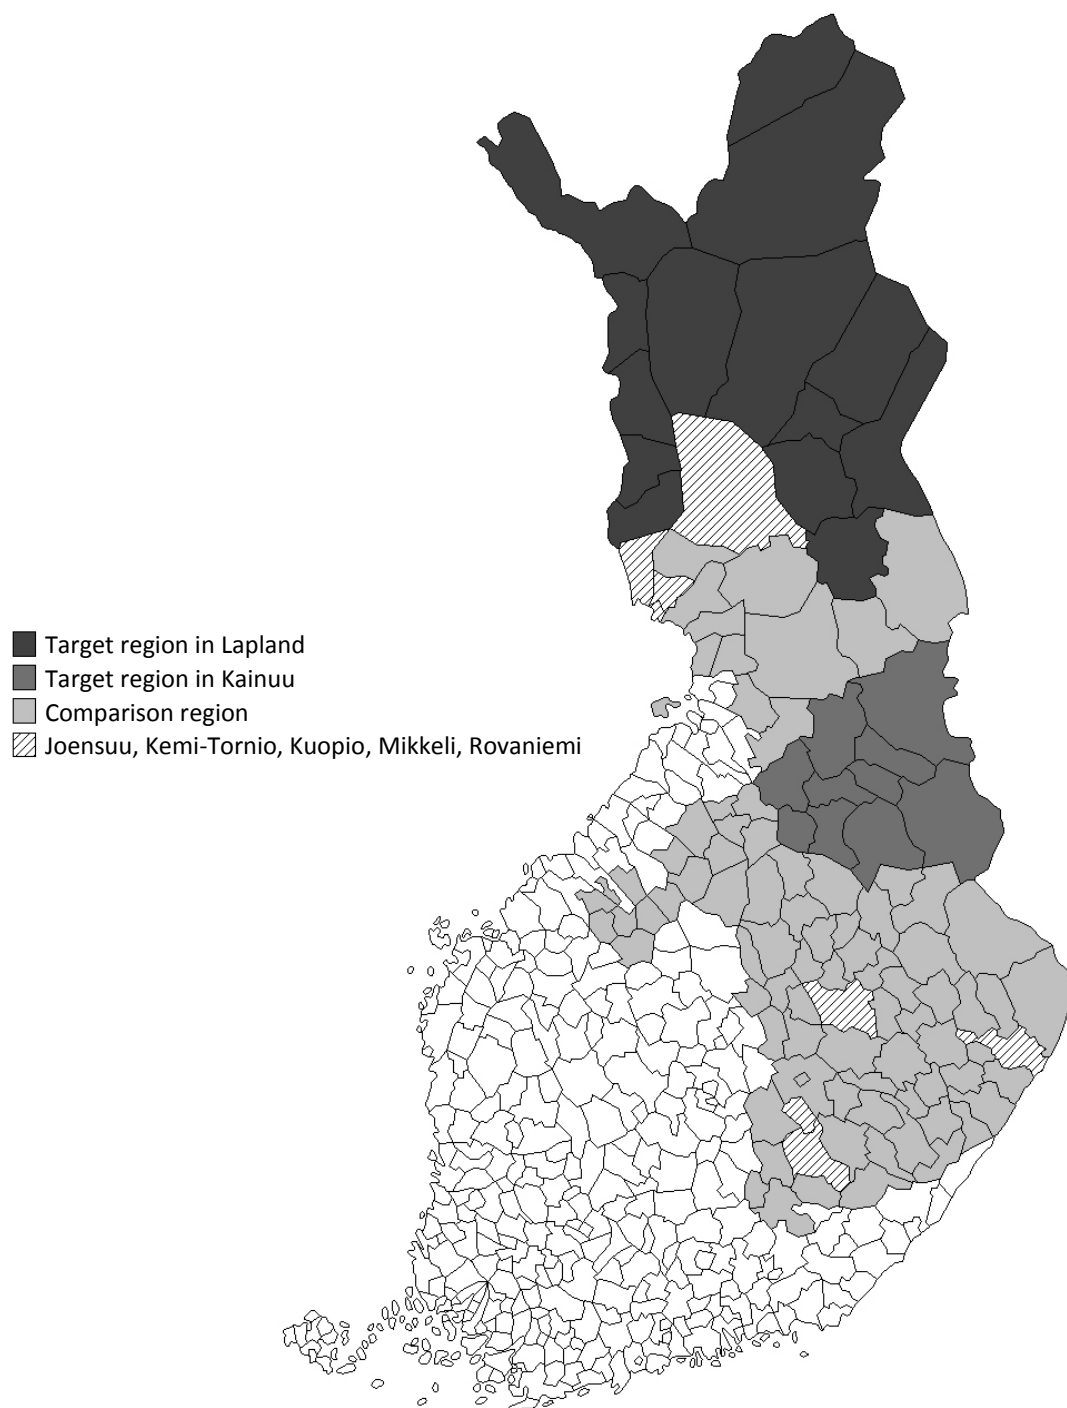 Target region in Lapland
Target region in Kainuu
Comparison region
Joensuu, Kemi-Tornio, Kuopio, Mikkeli, Rovaniemi